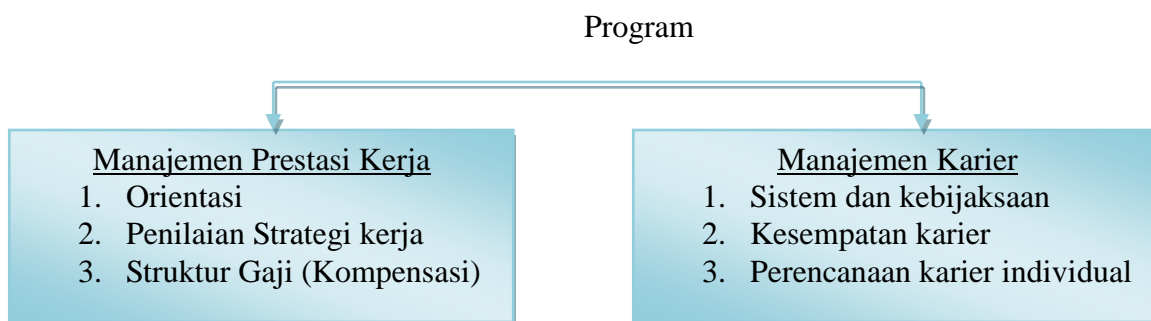 Program
Manajemen Prestasi Kerja
1. Orientasi
2. Penilaian Strategi kerja
3. Struktur Gaji (Kompensasi)
Manajemen Karier
1. Sistem dan kebijaksaan
2. Kesempatan karier
3. Perencanaan karier individual